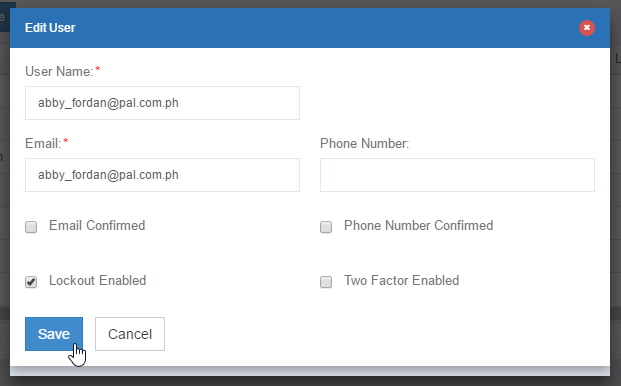 Edit User
User Name:*
abby_fordan@pal.com.ph
Email:*
Phone Number:
abby_fordan@pal.com.ph
Email Confirmed
Phone Number Confirmed
Lockout Enabled
Two Factor Enabled
Save
Cancel